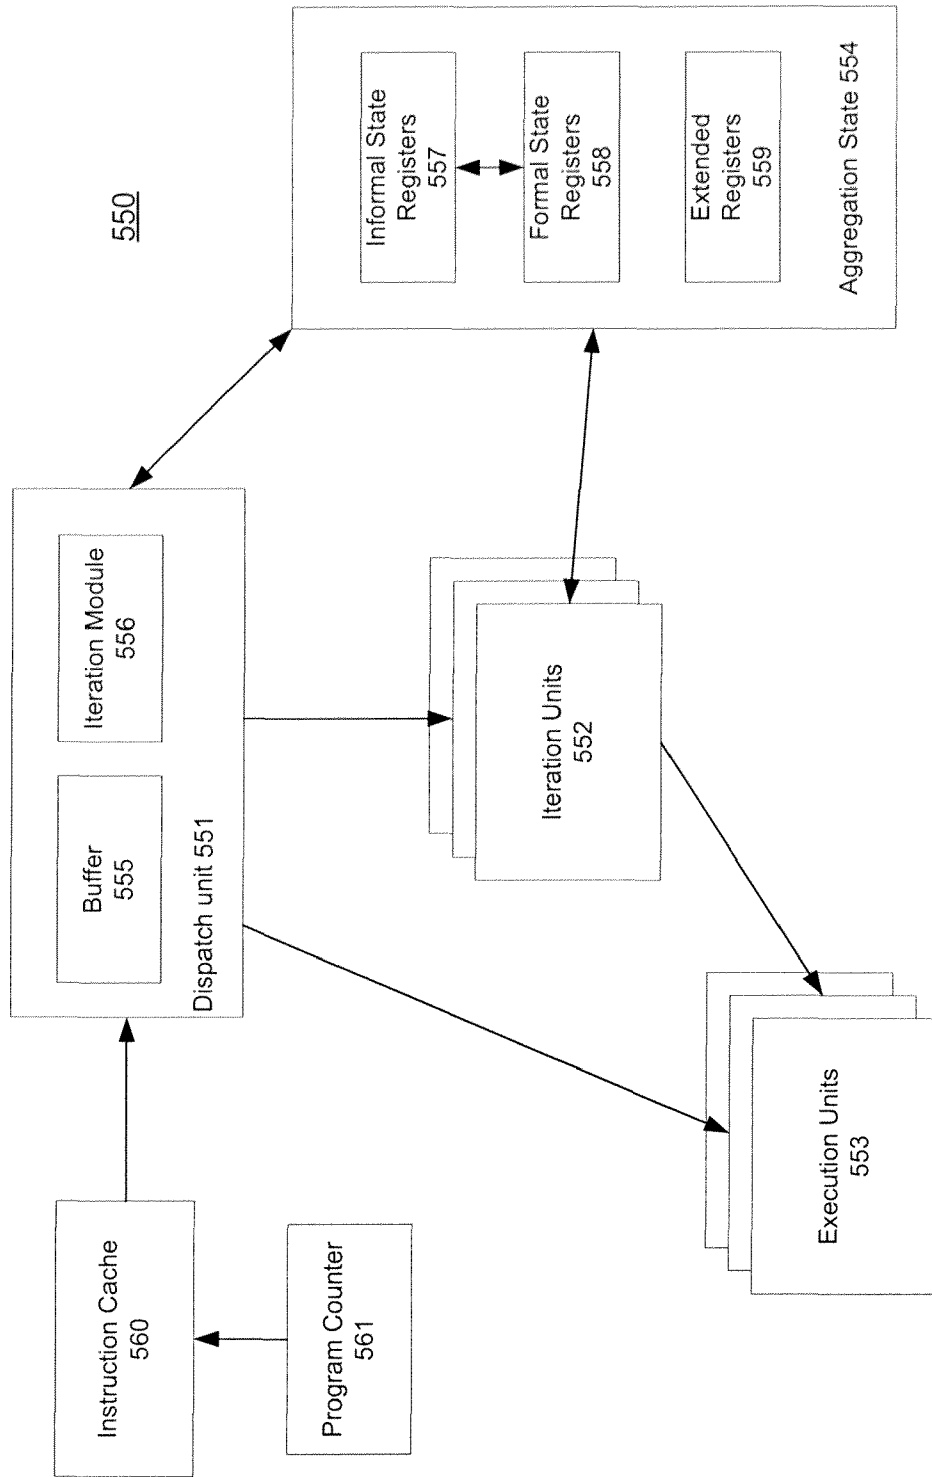 550
Instruction Cache
560
Program Counter
561
Buffer
555
Iteration Module
556
Dispatch unit 551
Iteration Units
552
Execution Units
553
Informal State
Registers
557
Formal State
Registers
558
Extended
Registers
559
Aggregation State 554